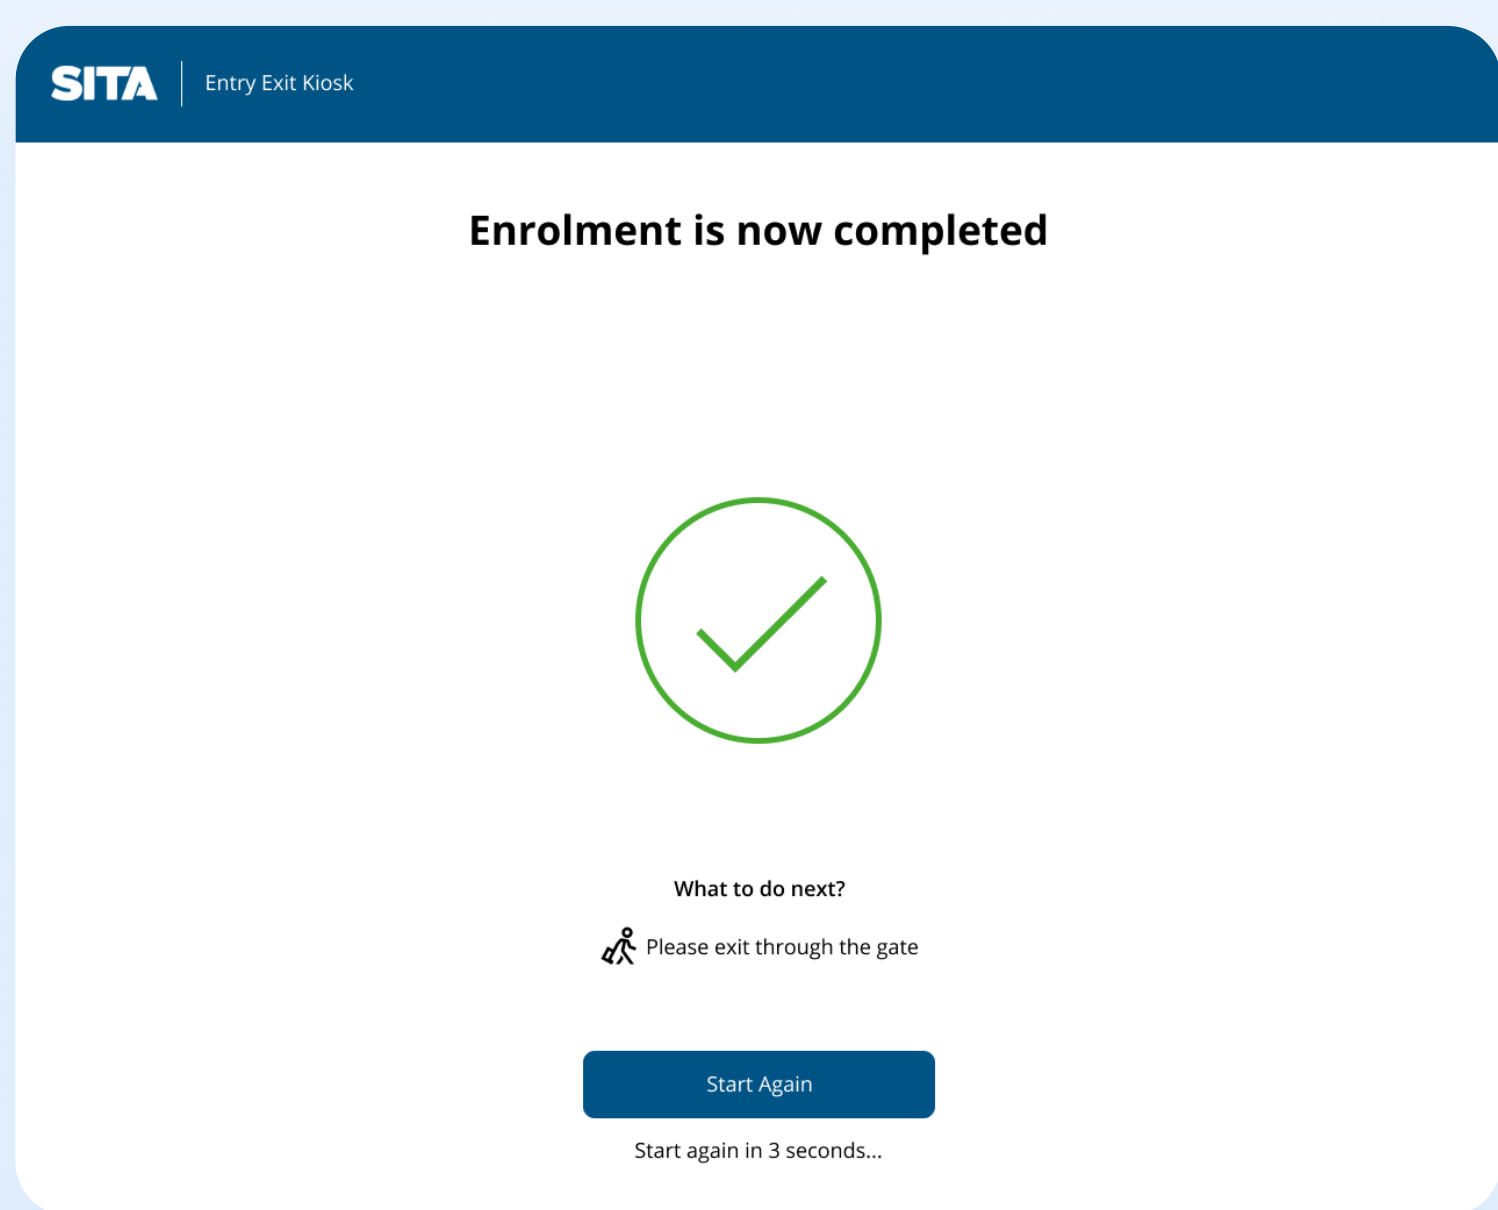 SITA
Entry Exit Kiosk
Enrolment is now completed
What to do next?
Please exit through the gate
Start Again
Start again in 3 seconds...